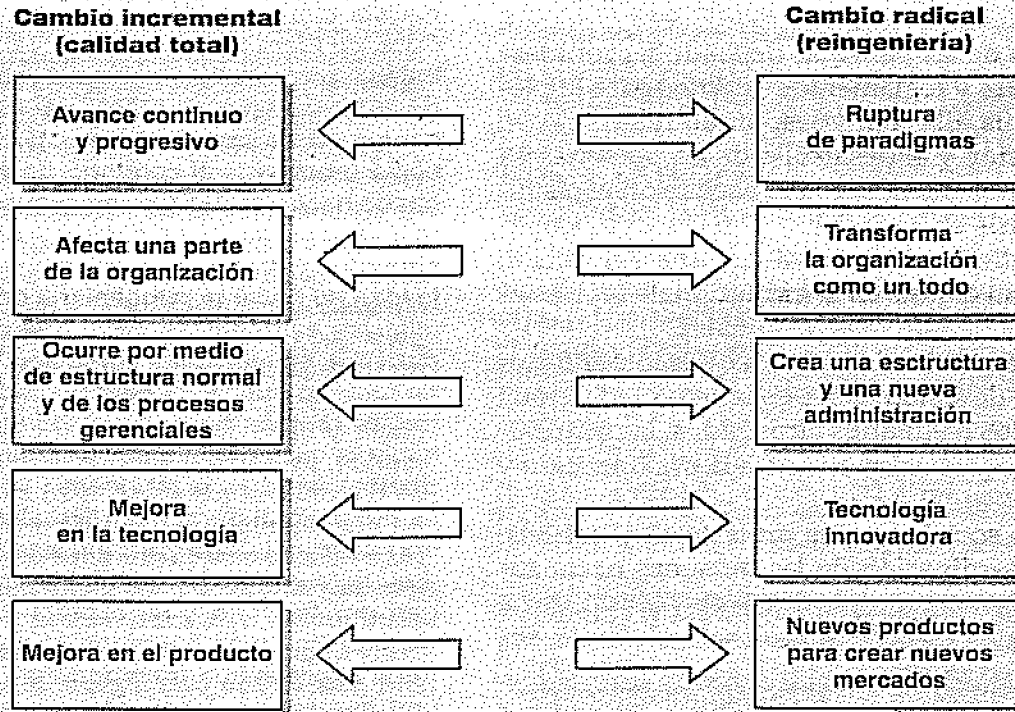 Cambio incremental
(calidad total)
Cambio radical
(reingeniería)
Avance continuo
y progresivo
Ruptura
de paradigmas
Afecta una parte
de la organización
Transforma
la organización
como un todo
Ocurre por medio
de estructura normal
y de los procesos
gerenciales
Crea una esctructura
y una nueva
administración
Mejora
en la tecnología
Tecnología
innovadora
Mejora en el producto
Nuevos productos
para crear nuevos
mercados